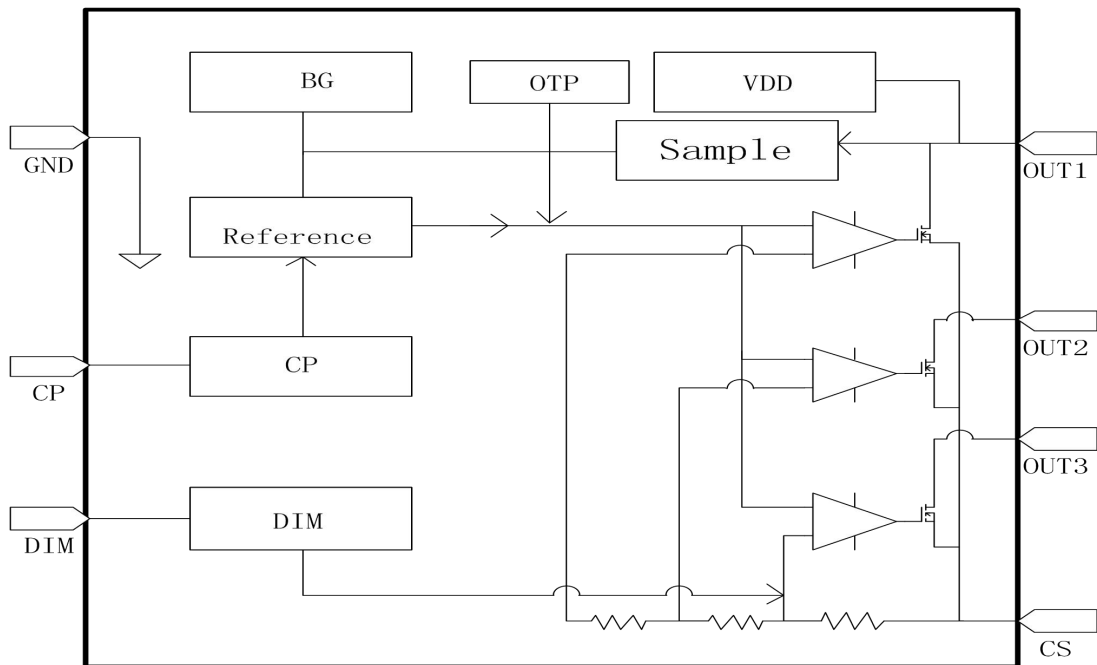 BG
OTP
VDD
Sample
GND
OUT1
Reference
OUT2
CP
CP
OUT3
DIM
DIM
CS